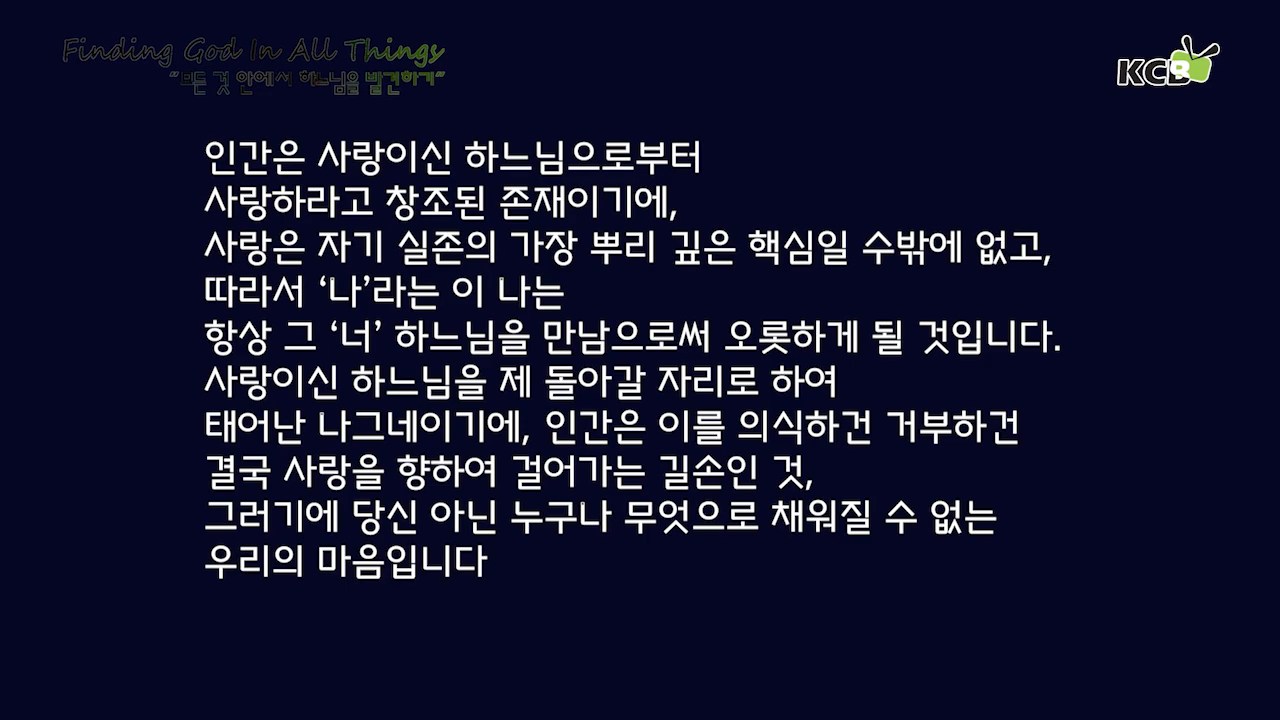 Finding God In All Things
“모든 것 안에서 하느님을 발견하기”
KCB
인간은 사랑이신 하느님으로부터
사랑하라고 창조된 존재이기에,
사랑은 자기 실존의 가장 뿌리 깊은 핵심일 수밖에 없고,
따라서 ‘나’라는 이 나는
항상 그 ‘너’ 하느님을 만남으로써 오롯하게 될 것입니다.
사랑이신 하느님을 제 돌아갈 자리로 하여
태어난 나그네이기에, 인간은 이를 의식하건 거부하건
결국 사랑을 향하여 걸어가는 길손인 것,
그러기에 당신 아닌 누구나 무엇으로 채워질 수 없는
우리의 마음입니다